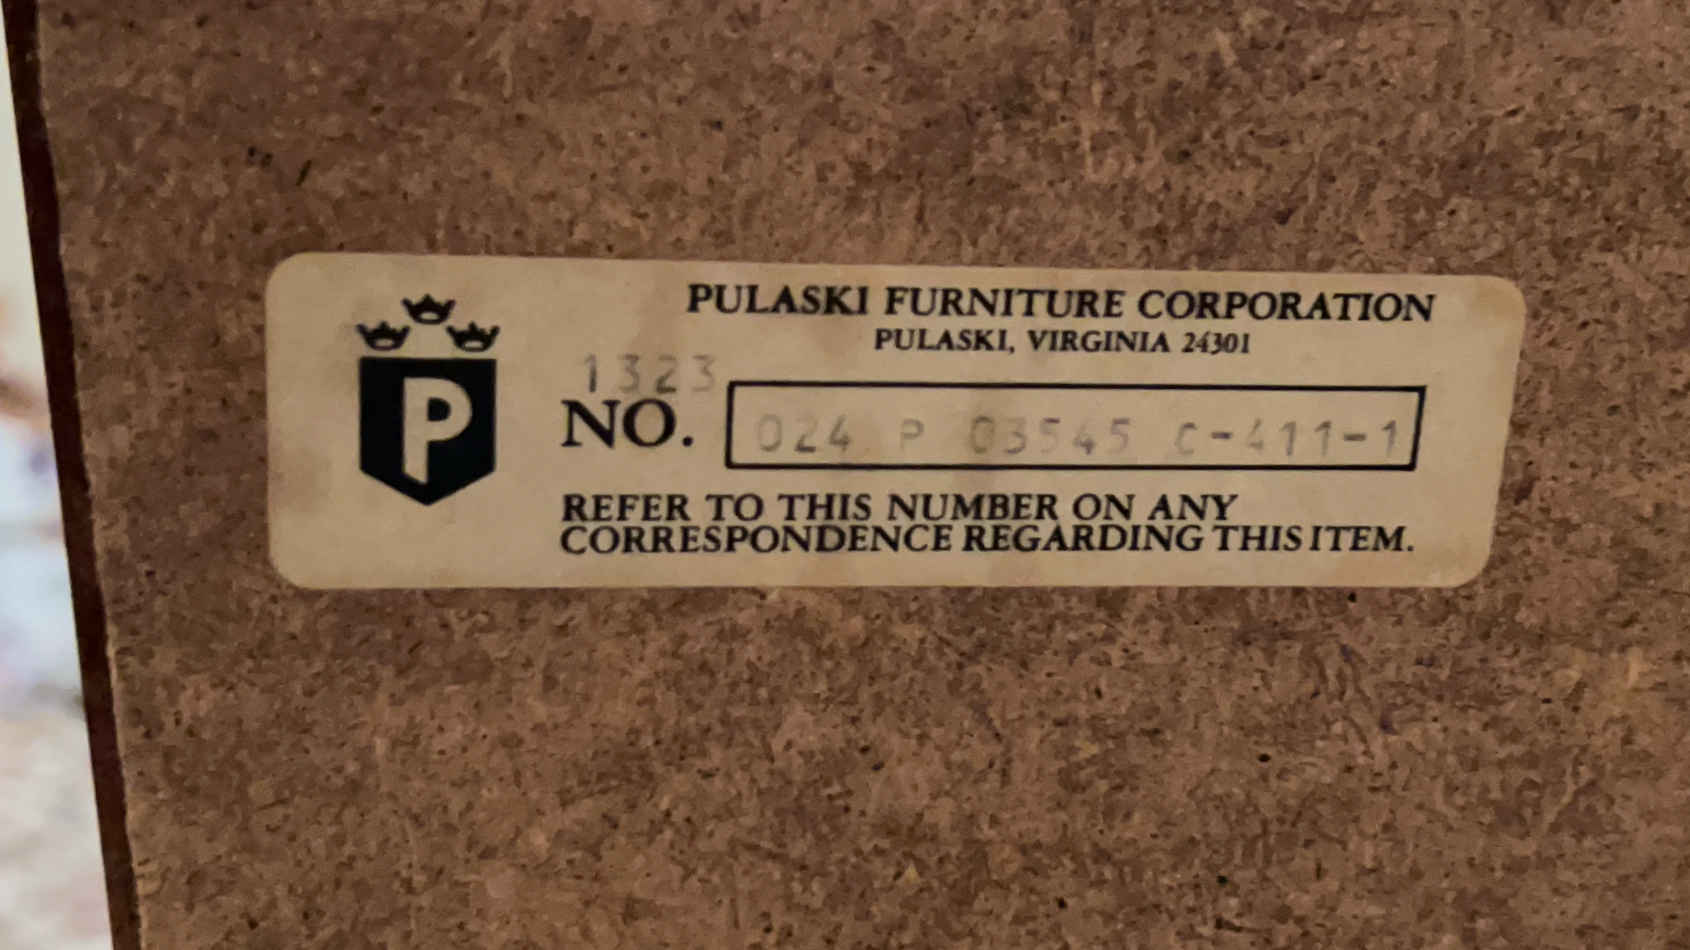 PULASKI FURNITURE CORPORATION
PULASKI, VIRGINIA 24301
P
1323
NO. 024 P 03545 C-411-1
REFER TO THIS NUMBER ON ANY
CORRESPONDENCE REGARDING THIS ITEM.